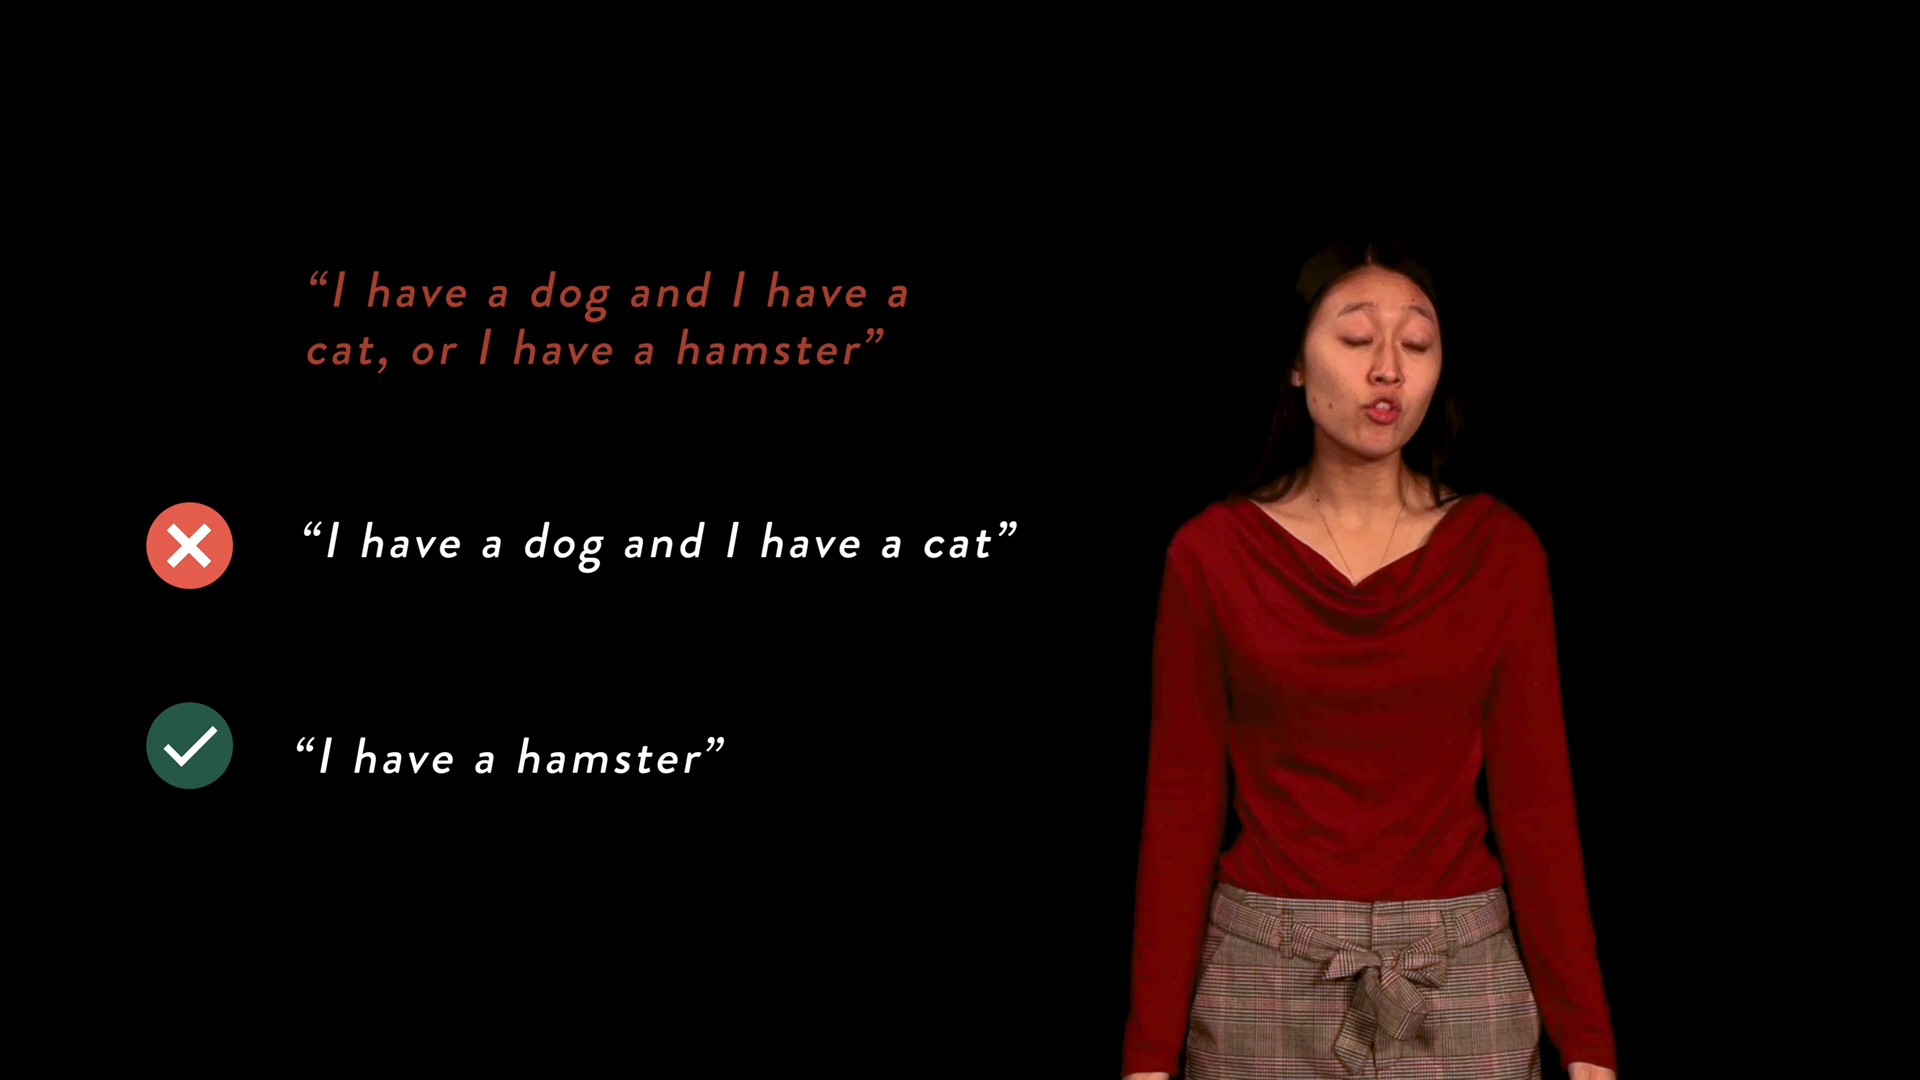 “I have a dog and I have a
cat, or I have a hamster”
“I have a dog and I have a cat”
“I have a hamster”